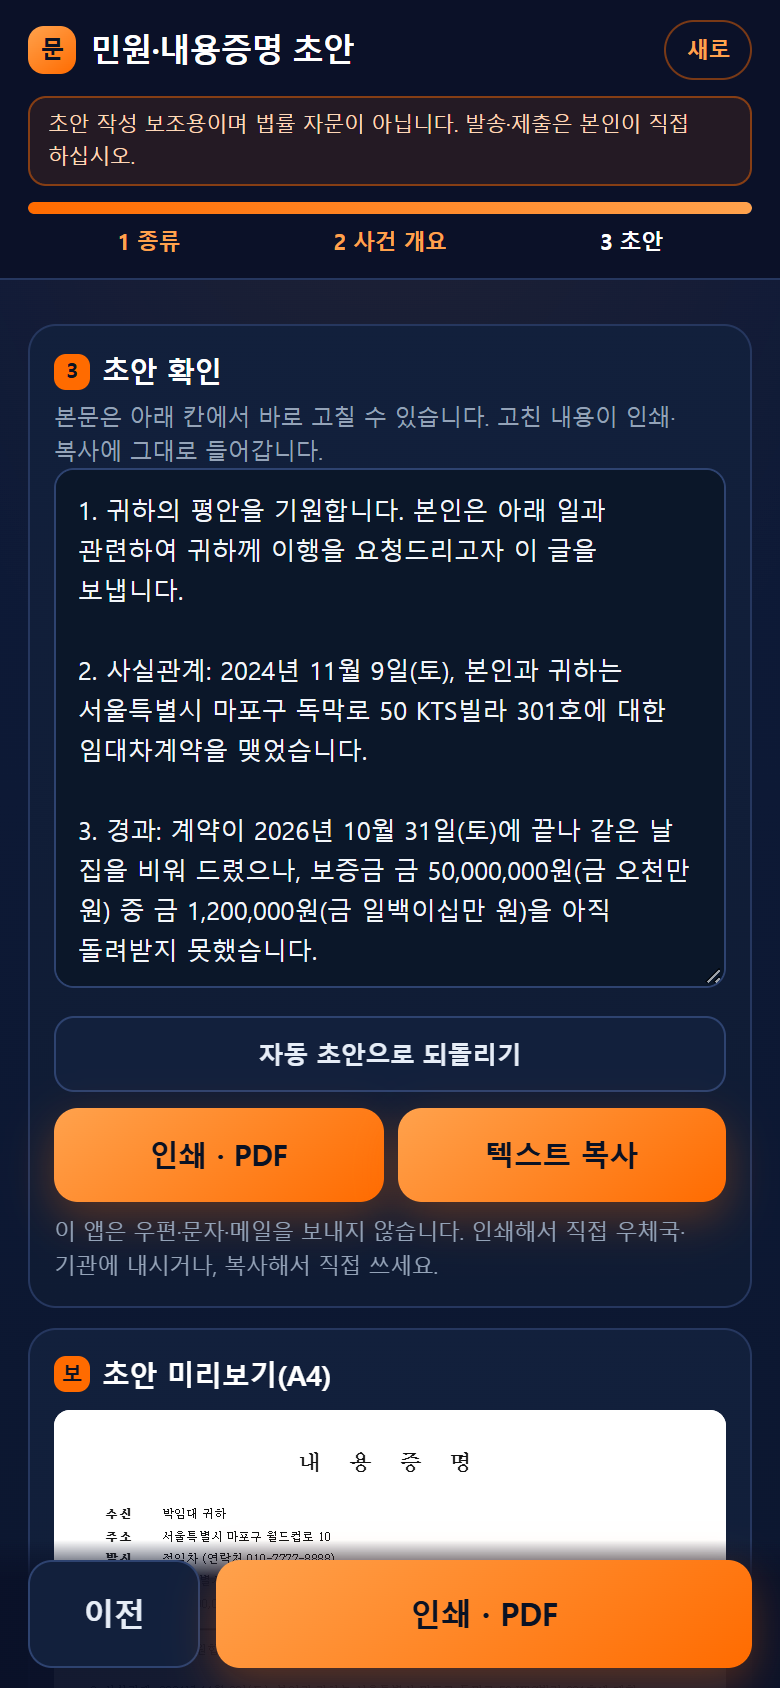 문 민원·내용증명 초안 새로
초안 작성 보조용이며 법률 자문이 아닙니다. 발송·제출은 본인이 직접
하십시오.
1 종류 2 사건 개요 3 초안
3 초안 확인
본문은 아래 칸에서 바로 고칠 수 있습니다. 고친 내용이 인쇄·
복사에 그대로 들어갑니다.
1. 귀하의 평안을 기원합니다. 본인은 아래 일과
관련하여 귀하께 이행을 요청드리고자 이 글을
보냅니다.
2. 사실관계: 2024년 11월 9일(토), 본인과 귀하는
서울특별시 마포구 독막로 50 KTS빌라 301호에 대한
임대차계약을 맺었습니다.
3. 경과: 계약이 2026년 10월 31일(토)에 끝나 같은 날
집을 비워 드렸으나, 보증금 금 50,000,000원(금 오천만
원) 중 금 1,200,000원(금 일백이십만 원)을 아직
돌려받지 못했습니다.
자동 초안으로 되돌리기
인쇄 · PDF 텍스트 복사
이 앱은 우편·문자·메일을 보내지 않습니다. 인쇄해서 직접 우체국·
기관에 내시거나, 복사해서 직접 쓰세요.
보 초안 미리보기(A4)
내 용 증 명
수신 박임대 귀하
주소 서울특별시 마포구 월드컵로 10
발신 정임차 (연락처 010-7777-8888)
이전 인쇄 · PDF